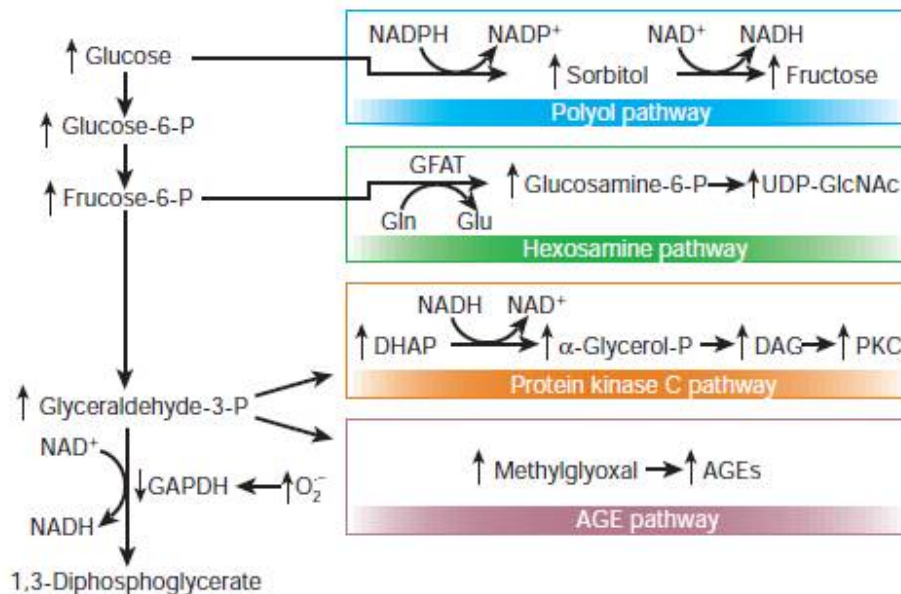 ↑ Glucose
↑ Glucose-6-P
↑ Frucose-6-P
↑ Glyceraldehyde-3-P
NAD⁺
NADH
↓GAPDH ← ↑O₂·⁻
1,3-Diphosphoglycerate
NADPH NADP⁺ NAD⁺ NADH
↑ Sorbitol ↑ Fructose
Polyol pathway
GFAT
↑ Glucosamine-6-P → ↑UDP-GlcNAc
Gln Glu
Hexosamine pathway
NADH NAD⁺
↑ DHAP → ↑ α-Glycerol-P → ↑ DAG → ↑ PKC
Protein kinase C pathway
↑ Methylglyoxal → ↑ AGEs
AGE pathway